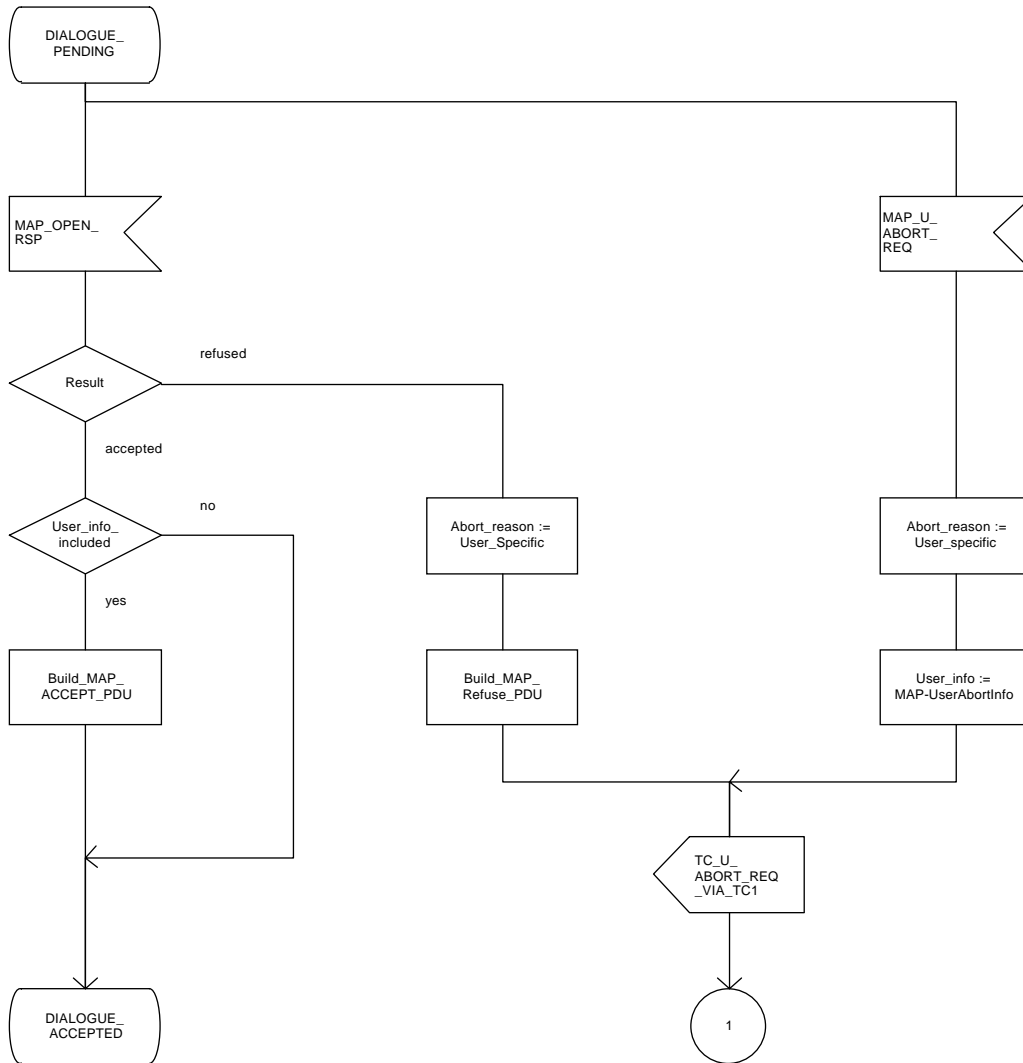 DIALOGUE_
PENDING
MAP_OPEN_
RSP
MAP_U_
ABORT_
REQ
refused
Result
accepted
no
User_info_
included
Abort_reason :=
User_Specific
Abort_reason :=
User_specific
yes
Build_MAP_
ACCEPT_PDU
Build_MAP_
Refuse_PDU
User_info :=
MAP-UserAbortInfo
TC_U_
ABORT_REQ
_VIA_TC1
DIALOGUE_
ACCEPTED
1